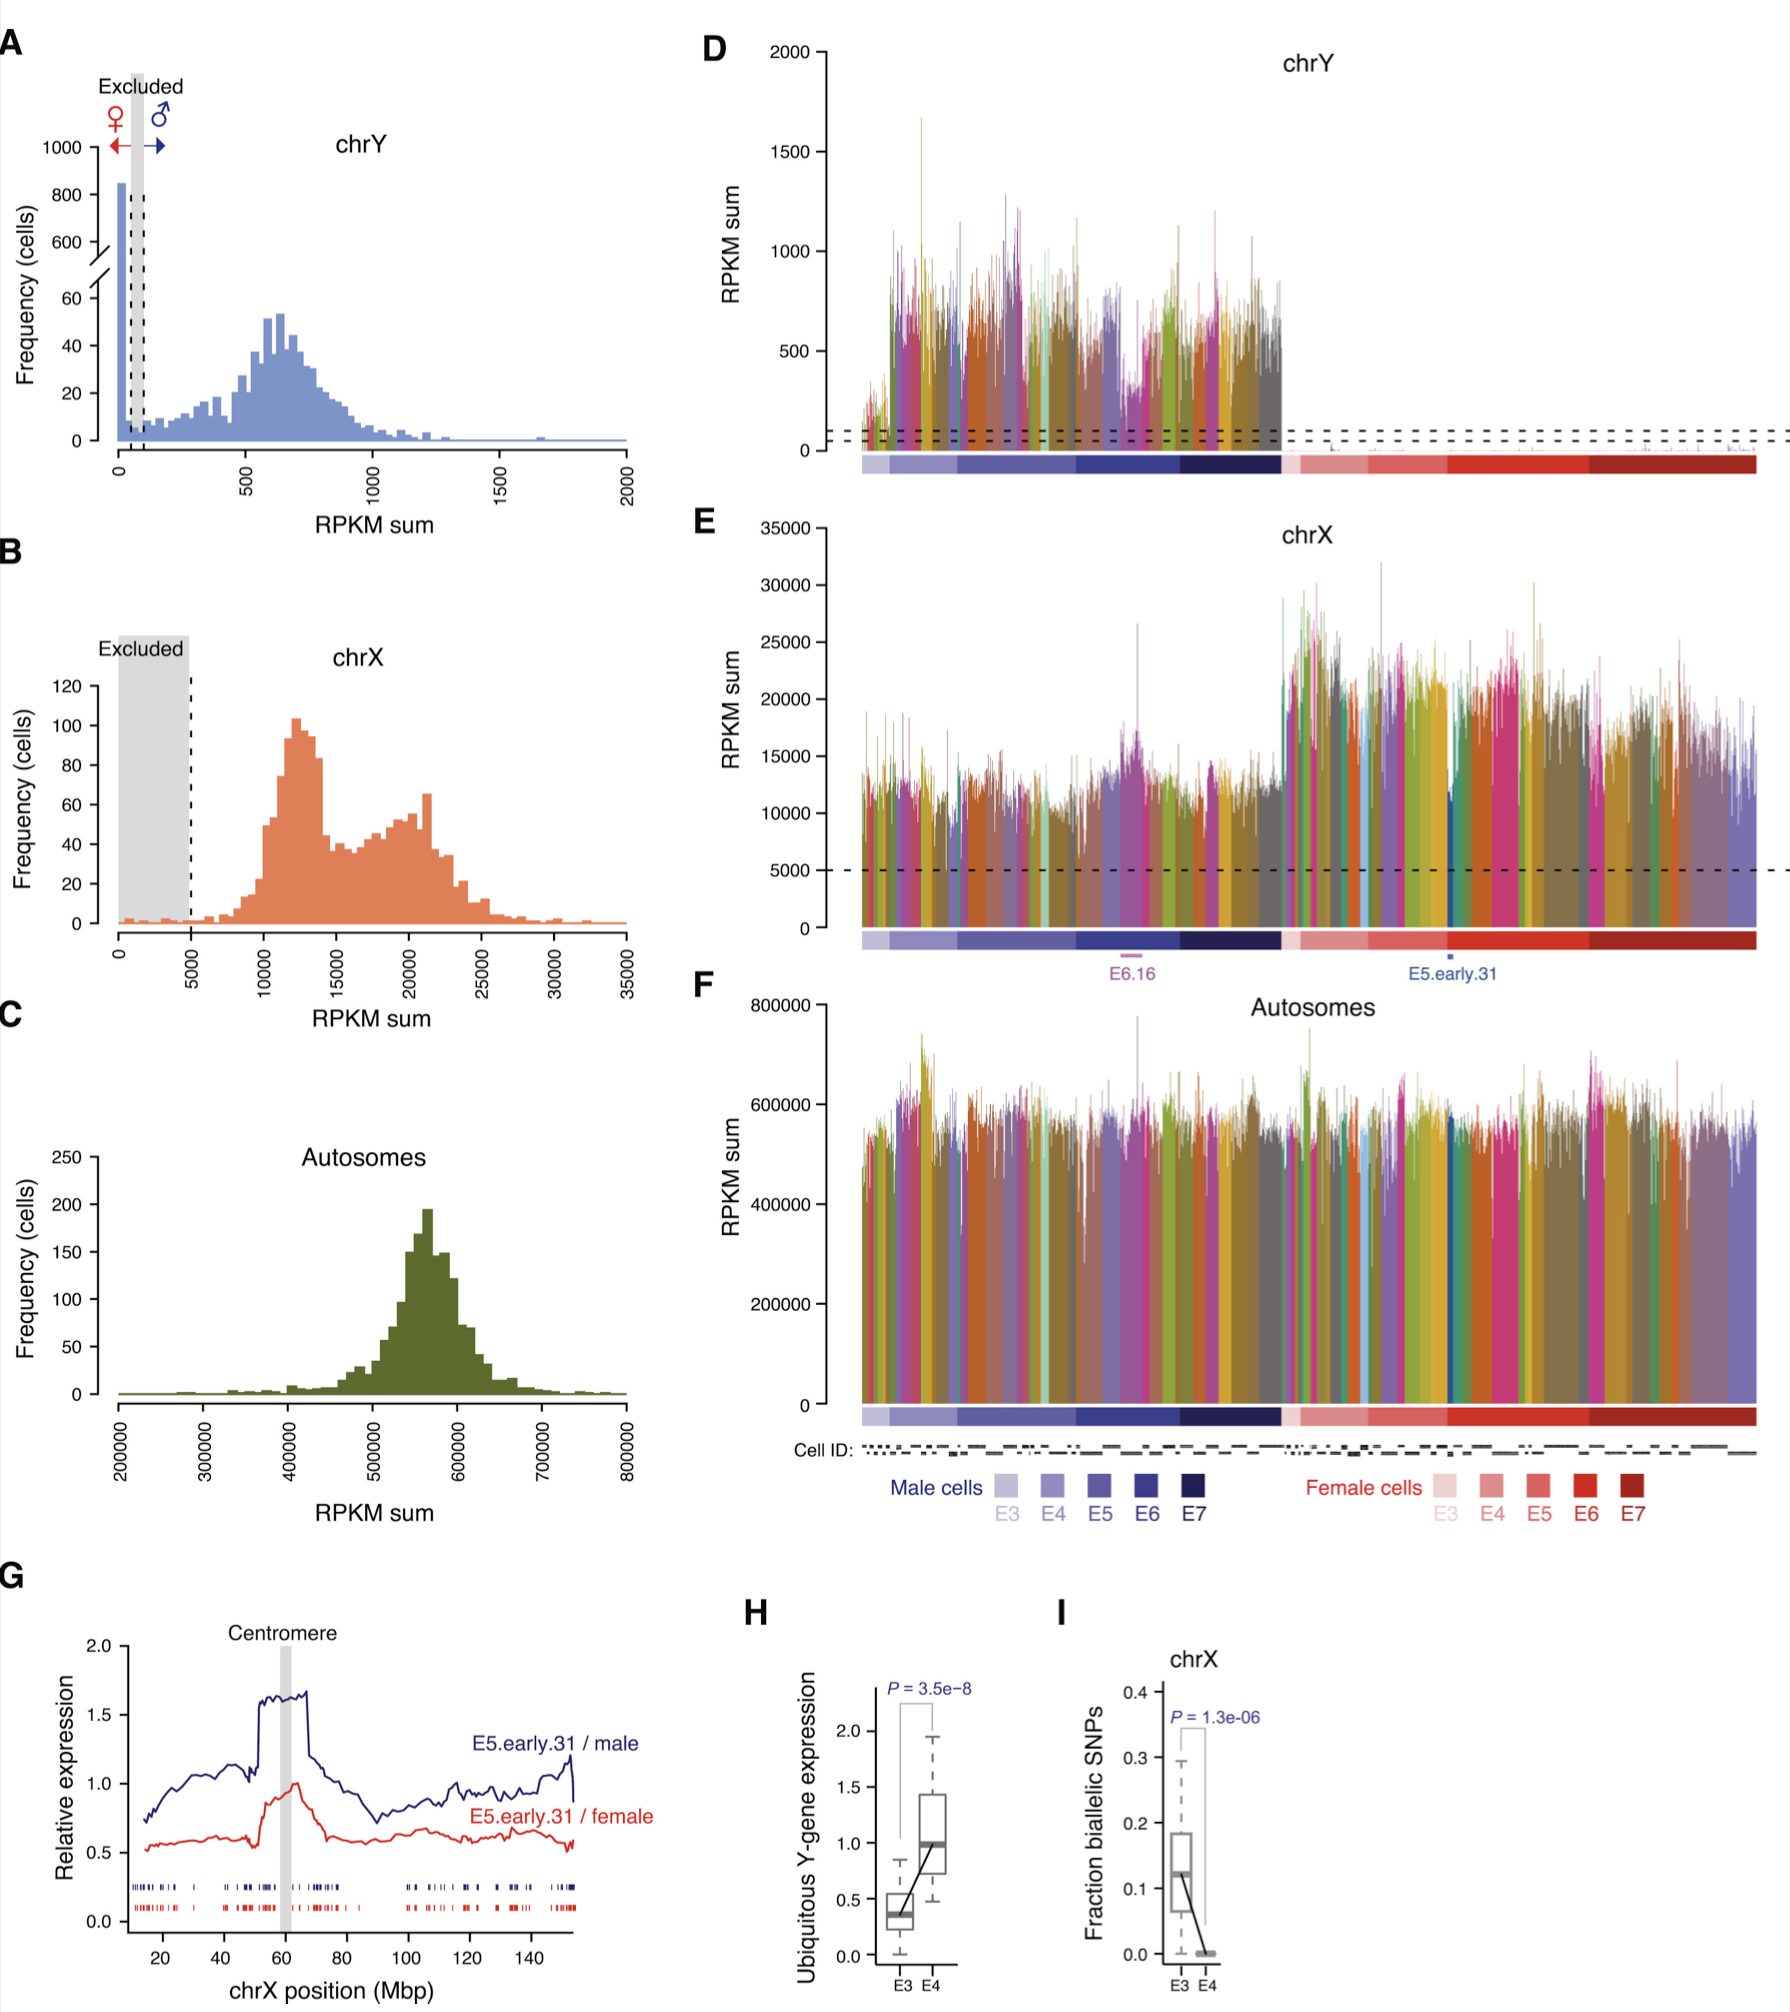 A
Excluded
♀ ♂
chrY
1000
800
600
60
40
20
0
Frequency (cells)
0 500 1000 1500 2000
RPKM sum
B
Excluded
chrX
120
100
80
60
40
20
0
Frequency (cells)
0 5000 10000 15000 20000 25000 30000 35000
RPKM sum
C
Autosomes
250
200
150
100
50
0
Frequency (cells)
200000 300000 400000 500000 600000 700000 800000
RPKM sum
D
chrY
2000
1500
1000
500
0
RPKM sum
E
chrX
35000
30000
25000
20000
15000
10000
5000
0
RPKM sum
E6.16
E5.early.31
F
Autosomes
800000
600000
400000
200000
0
RPKM sum
Cell ID:
Male cells
E3 E4 E5 E6 E7
Female cells
E3 E4 E5 E6 E7
G
Centromere
2.0
1.5
1.0
0.5
0.0
Relative expression
E5.early.31 / male
E5.early.31 / female
20 40 60 80 100 120 140
chrX position (Mbp)
H
P = 3.5e−8
2.0
1.5
1.0
0.5
0.0
Ubiquitous Y-gene expression
E3 E4
I
chrX
P = 1.3e-06
0.4
0.3
0.2
0.1
0.0
Fraction biallelic SNPs
E3 E4